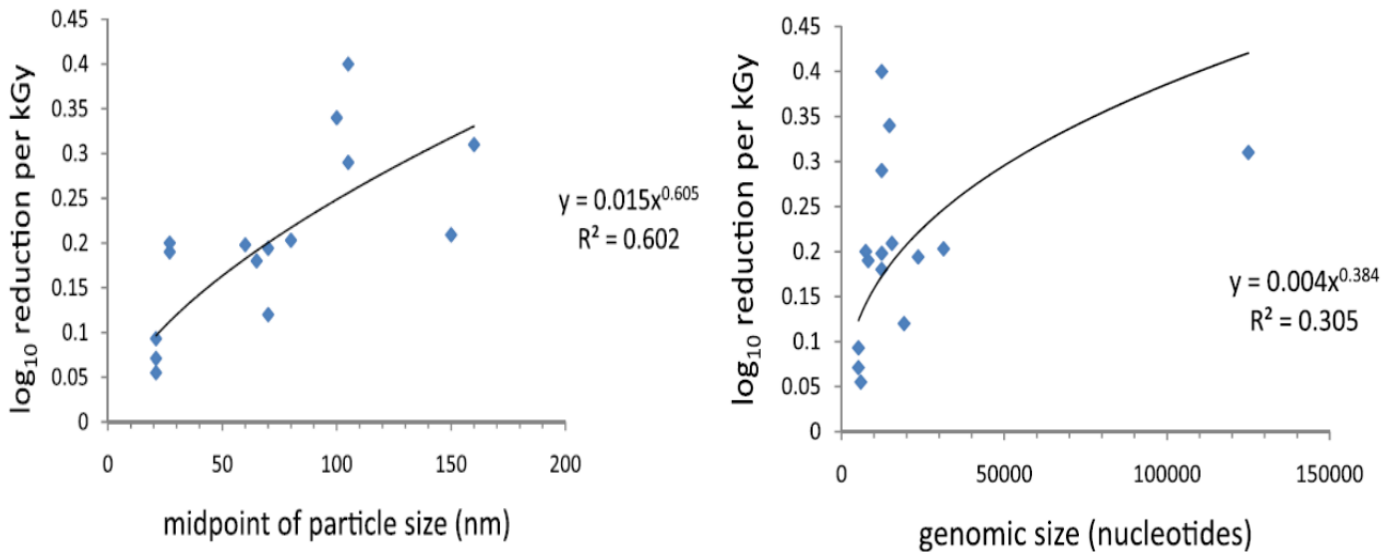 log₁₀ reduction per kGy
0.45
0.4
0.35
0.3
0.25
0.2
0.15
0.1
0.05
0
0 50 100 150 200
midpoint of particle size (nm)
y = 0.015x^0.605
R² = 0.602
log₁₀ reduction per kGy
0.45
0.4
0.35
0.3
0.25
0.2
0.15
0.1
0.05
0
0 50000 100000 150000
genomic size (nucleotides)
y = 0.004x^0.384
R² = 0.305